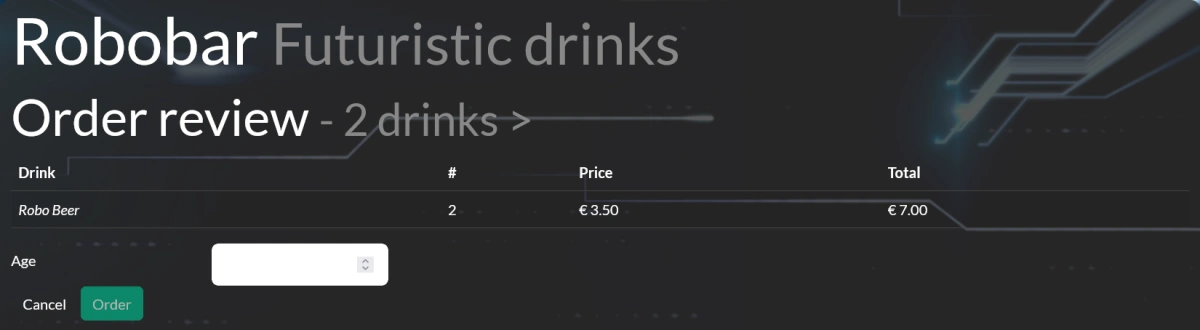 Robobar Futuristic drinks
Order review - 2 drinks >
Drink # Price Total
Robo Beer 2 € 3.50 € 7.00
Age
Cancel Order